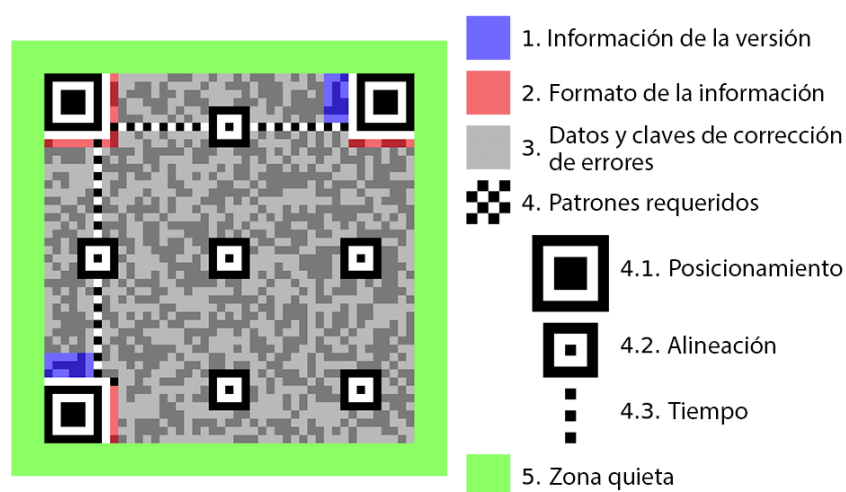 1. Información de la versión
2. Formato de la información
3. Datos y claves de corrección
de errores
4. Patrones requeridos
4.1. Posicionamiento
4.2. Alineación
4.3. Tiempo
5. Zona quieta